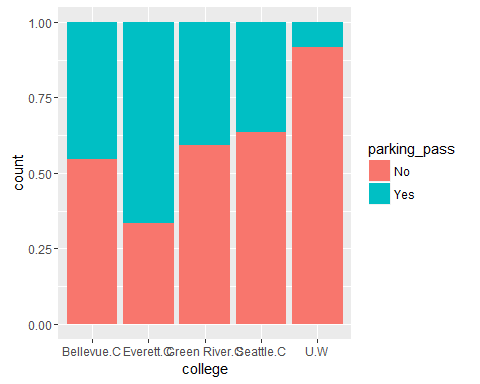 1.00
0.75
0.50
0.25
0.00
count
Bellevue.C Everett.C Green River.C Seattle.C U.W
college
parking_pass
No
Yes